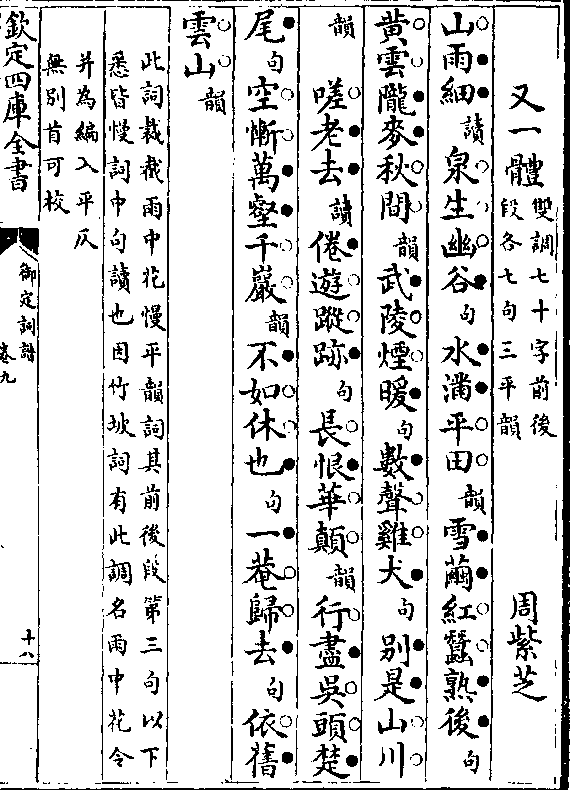 又一體雙調七十字前後
段各七句三平韻 周紫芝
山雨細讀泉生幽谷句水滿平田韻雪繭紅蠶熟後句
黃雲隴麥秋間韻武陵煙暖句數聲雞犬句别是山川
韻 嗟老去讀倦遊蹤跡句長恨華顛韻行盡吳頭楚
尾句空慚萬壑千巖韻不如休也句一菴歸去句依舊
雲山韻
此詞裁截雨中花慢平韻詞其前後段第三句以下
悉皆慢詞中句讀也因竹坡詞有此調名雨中花令
并為編入平仄
無别首可校
欽定四庫全書
御定詞譜
卷九
十八